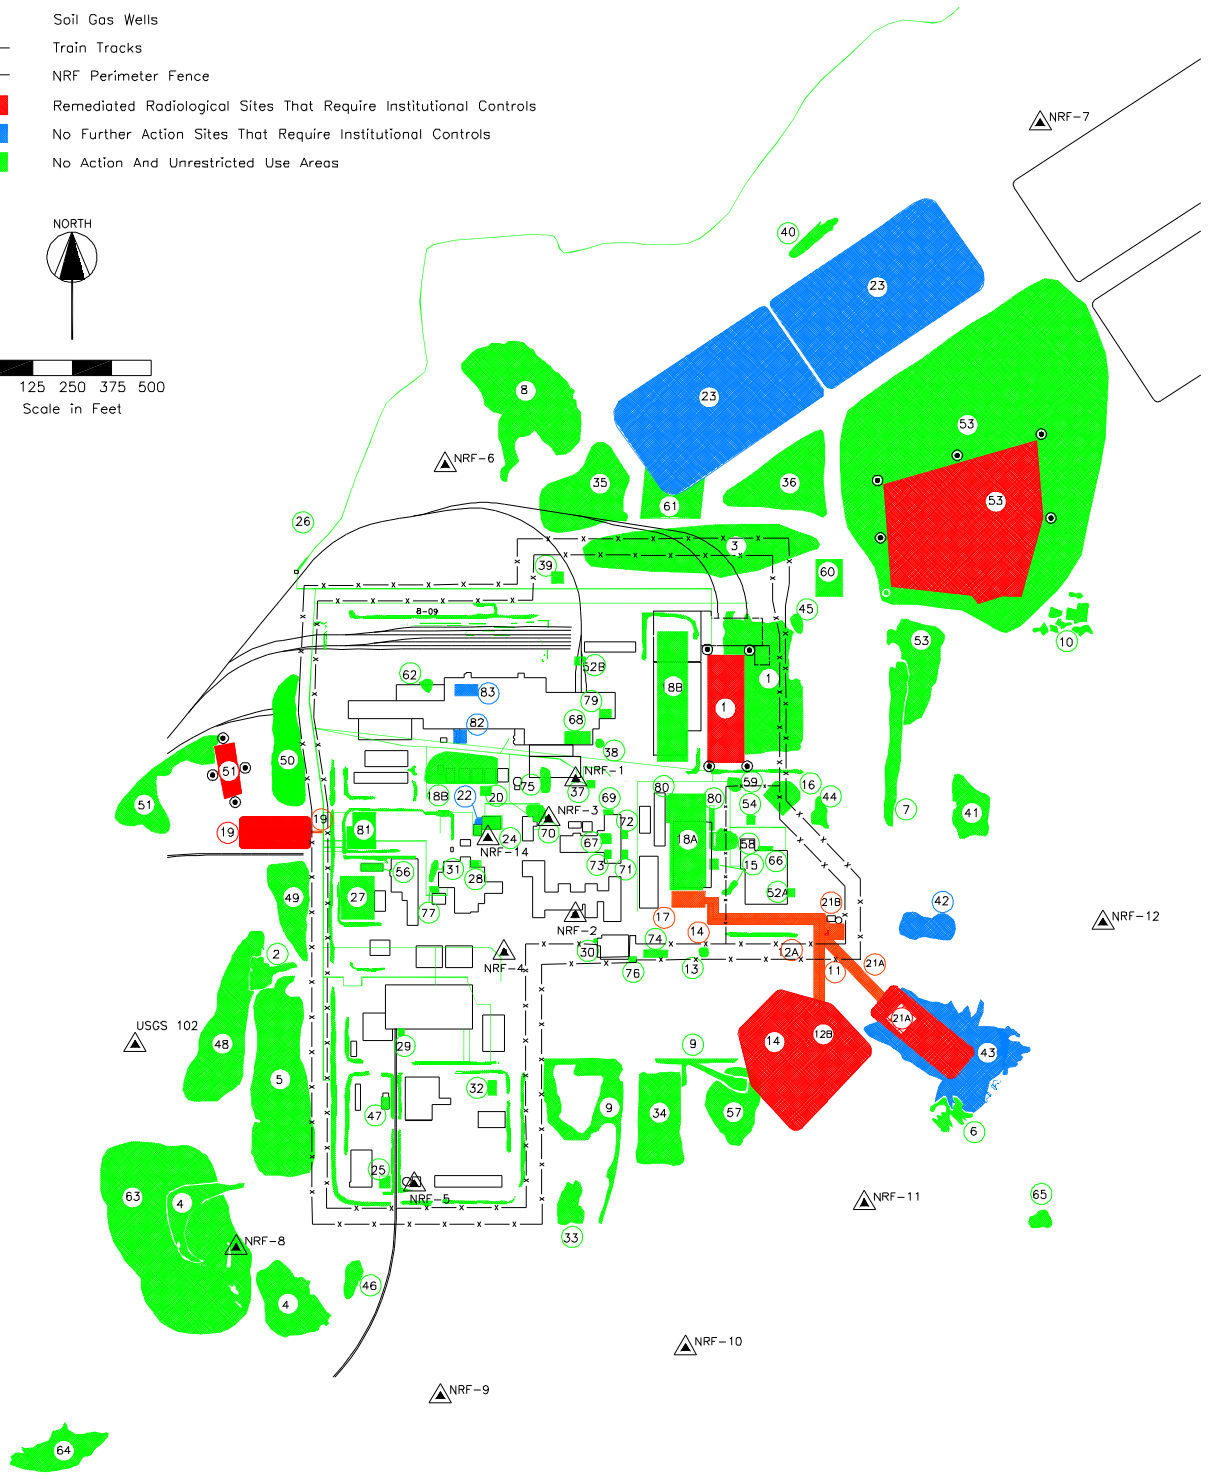 Soil Gas Wells
Train Tracks
NRF Perimeter Fence
Remediated Radiological Sites That Require Institutional Controls
No Further Action Sites That Require Institutional Controls
No Action And Unrestricted Use Areas
NRF-7
NORTH
40
23
125 250 375 500
Scale in Feet
8
23
53
NRF-6
35
36
61
53
26
3
39
60
8-09
45
53
10
52B
62
18B
1
83
79
1
68
82
38
50
51
NRF-1
75
37
80
59
16
51
18B
22
20
69
80
54
44
7
41
19
19
81
NRF-3
72
70
24
NRF-14
67
18A
58
66
73
71
56
31
28
15
27
52A
49
77
21B
42
17
NRF-2
NRF-12
14
2
30
74
12A
NRF-4
76
13
11
21A
USGS 102
48
21A
12B
14
29
9
43
5
32
47
9
34
57
6
25
63
4
NRF-5
NRF-11
65
NRF-8
33
46
4
NRF-10
NRF-9
64